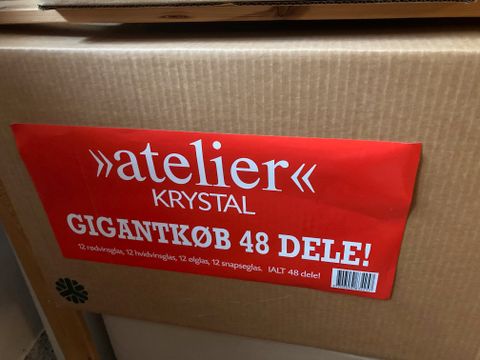 »atelier«
KRYSTAL
GIGANTKØB 48 DELE!
12 rødvinsglas, 12 hvidvinsglas, 12 ølglas, 12 snapseglas. IALT 48 dele!